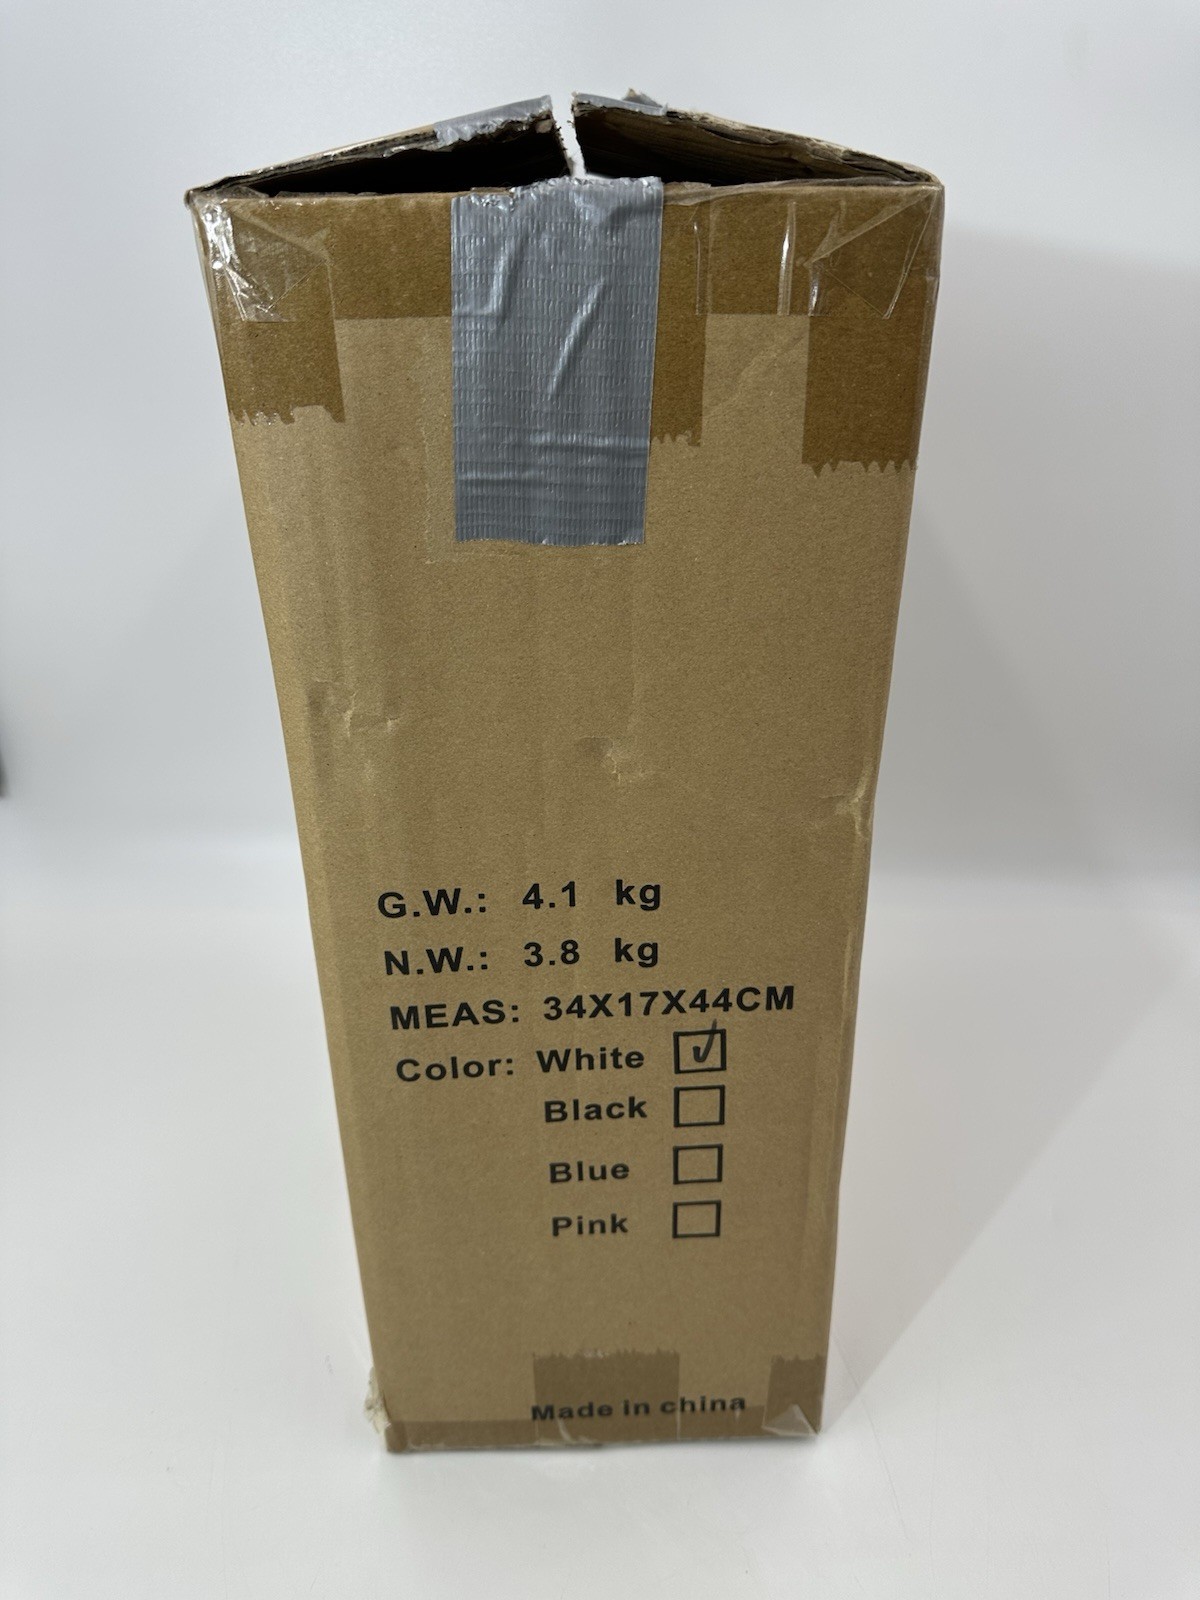 G.W.: 4.1 kg
N.W.: 3.8 kg
MEAS: 34X17X44CM
Color: White
Black
Blue
Pink
Made in china